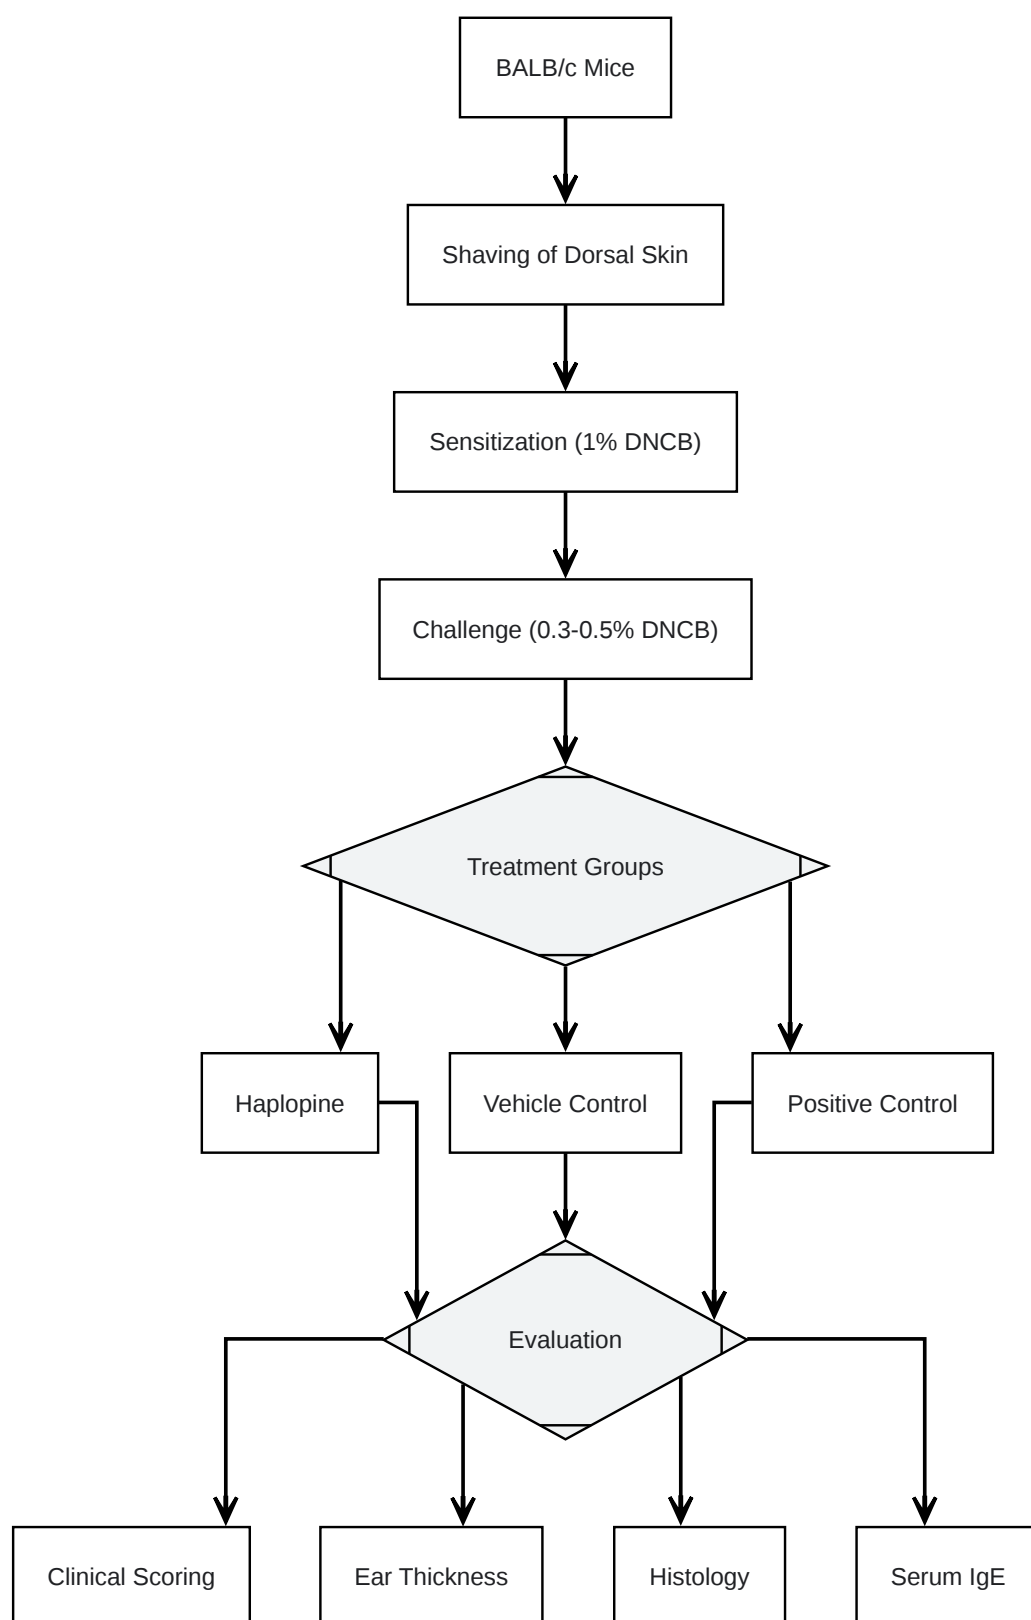 BALB/c Mice
Shaving of Dorsal Skin
Sensitization (1% DNCB)
Challenge (0.3-0.5% DNCB)
Treatment Groups
Haplopine
Vehicle Control
Positive Control
Evaluation
Clinical Scoring
Ear Thickness
Histology
Serum IgE